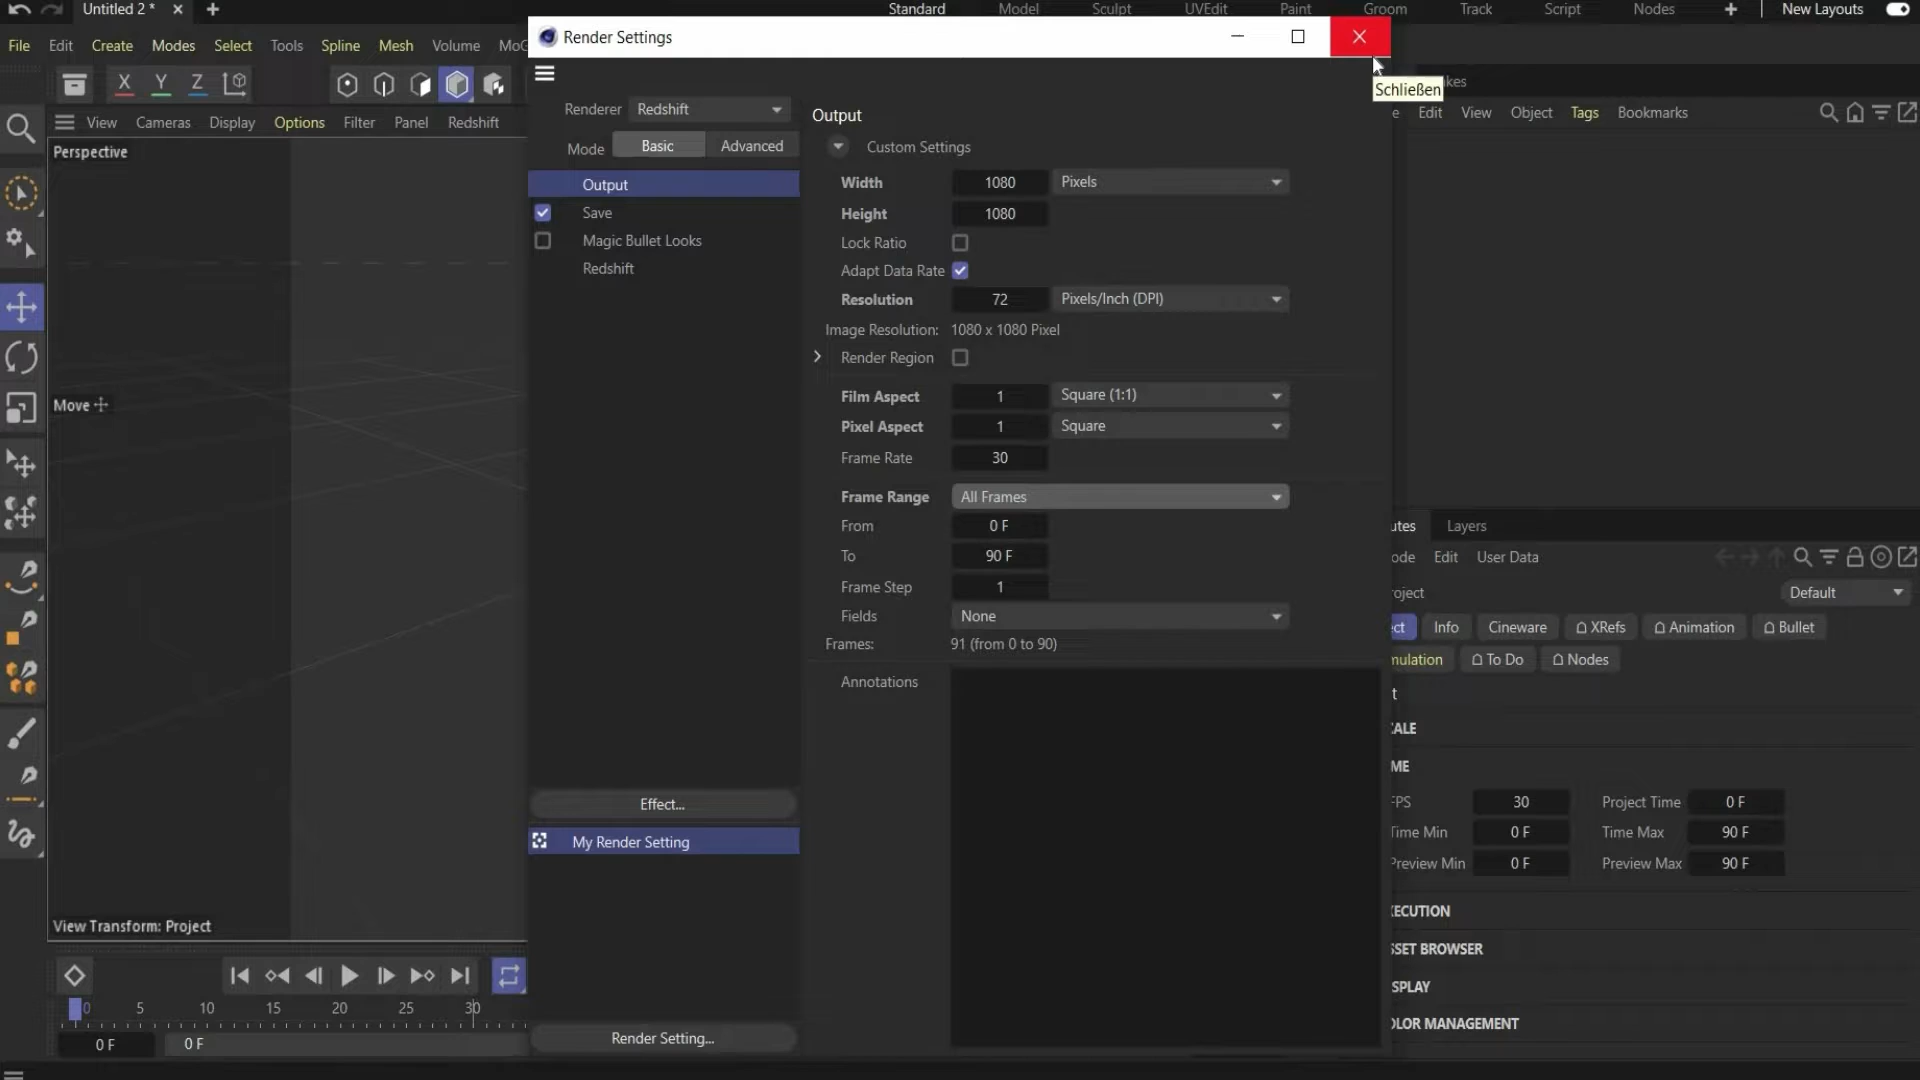 Untitled 2 *
Standard
Model
Sculpt
UVEdit
Paint
Groom
Track
Script
Nodes
New Layouts
File
Edit
Create
Modes
Select
Tools
Spline
Mesh
Volume
Render Settings
Schließen
X
Y
Z
View
Cameras
Display
Options
Filter
Panel
Redshift
Edit
View
Object
Tags
Bookmarks
Perspective
Move
View Transform: Project
Renderer
Redshift
Mode
Basic
Advanced
Output
Save
Magic Bullet Looks
Redshift
Effect...
My Render Setting
Render Setting...
Output
Custom Settings
Width
1080
Pixels
Height
1080
Lock Ratio
Adapt Data Rate
Resolution
72
Pixels/Inch (DPI)
Image Resolution:
1080 x 1080 Pixel
Render Region
Film Aspect
1
Square (1:1)
Pixel Aspect
1
Square
Frame Rate
30
Frame Range
All Frames
From
0 F
To
90 F
Frame Step
1
Fields
None
Frames:
91 (from 0 to 90)
Annotations
Layers
Edit
User Data
Default
Info
Cineware
XRefs
Animation
Bullet
To Do
Nodes
FPS
30
Project Time
0 F
Time Min
0 F
Time Max
90 F
Preview Min
0 F
Preview Max
90 F
BROWSER
MANAGEMENT
0
5
10
15
20
25
30
0 F
0 F